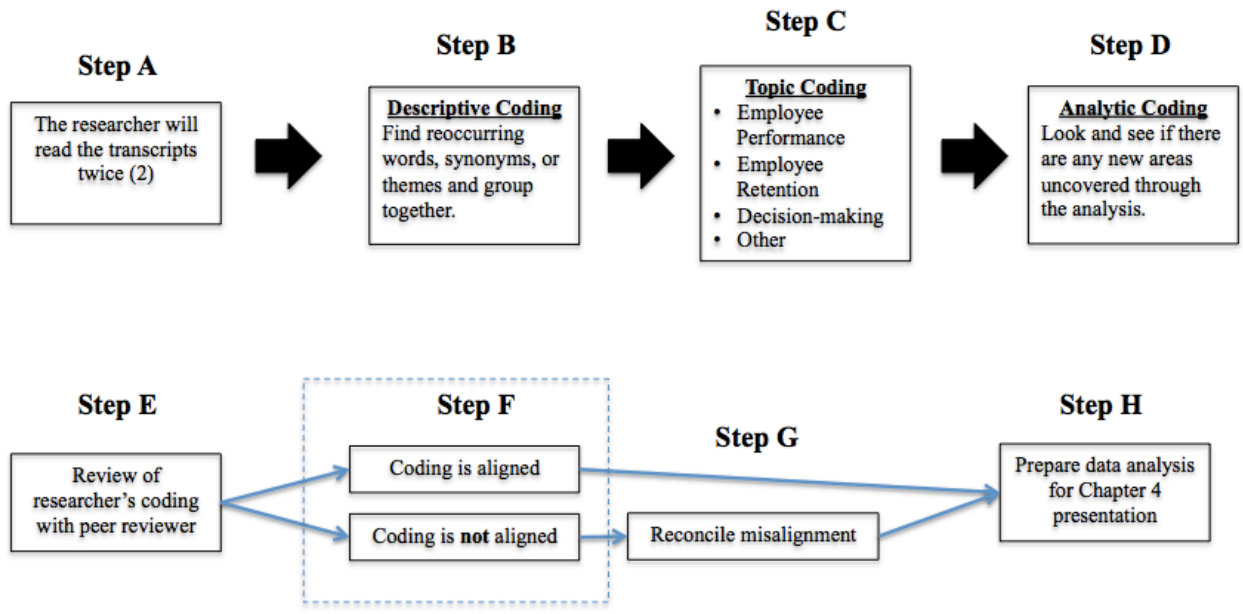 Step A
The researcher will
read the transcripts
twice (2)
Step B
Descriptive Coding
Find reoccurring
words, synonyms, or
themes and group
together.
Step C
Topic Coding
• Employee
Performance
• Employee
Retention
• Decision-making
• Other
Step D
Analytic Coding
Look and see if there
are any new areas
uncovered through
the analysis.
Step E
Review of
researcher's coding
with peer reviewer
Step F
Coding is aligned
Coding is not aligned
Step G
Reconcile misalignment
Step H
Prepare data analysis
for Chapter 4
presentation